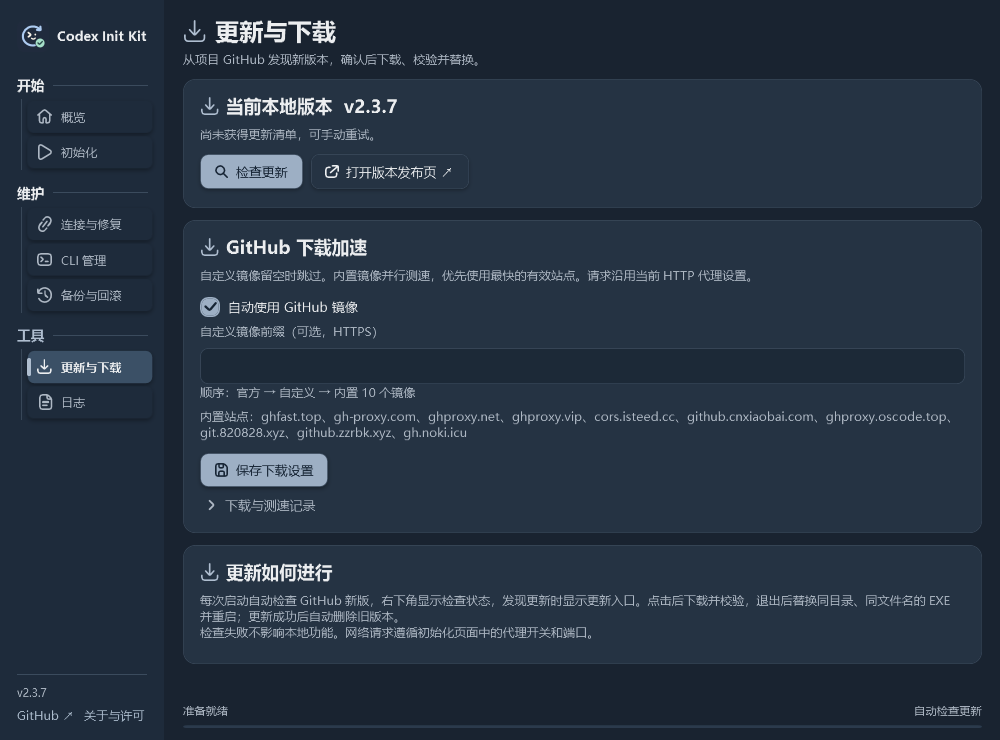 Codex Init Kit
开始
概览
初始化
维护
连接与修复
CLI 管理
备份与回滚
工具
更新与下载
日志
v2.3.7
GitHub ↗ 关于与许可
更新与下载
从项目 GitHub 发现新版本，确认后下载、校验并替换。
当前本地版本 v2.3.7
尚未获得更新清单，可手动重试。
检查更新 打开版本发布页 ↗
GitHub 下载加速
自定义镜像留空时跳过。内置镜像并行测速，优先使用最快的有效站点。请求沿用当前 HTTP 代理设置。
自动使用 GitHub 镜像
自定义镜像前缀（可选，HTTPS）
顺序：官方 → 自定义 → 内置 10 个镜像
内置站点：ghfast.top、gh-proxy.com、ghproxy.net、ghproxy.vip、cors.isteed.cc、github.cnxiaobai.com、ghproxy.oscode.top、
git.820828.xyz、github.zzrbk.xyz、gh.noki.icu
保存下载设置
下载与测速记录
更新如何进行
每次启动自动检查 GitHub 新版，右下角显示检查状态，发现更新时显示更新入口。点击后下载并校验，退出后替换同目录、同文件名的 EXE
并重启；更新成功后自动删除旧版本。
检查失败不影响本地功能。网络请求遵循初始化页面中的代理开关和端口。
准备就绪 自动检查更新